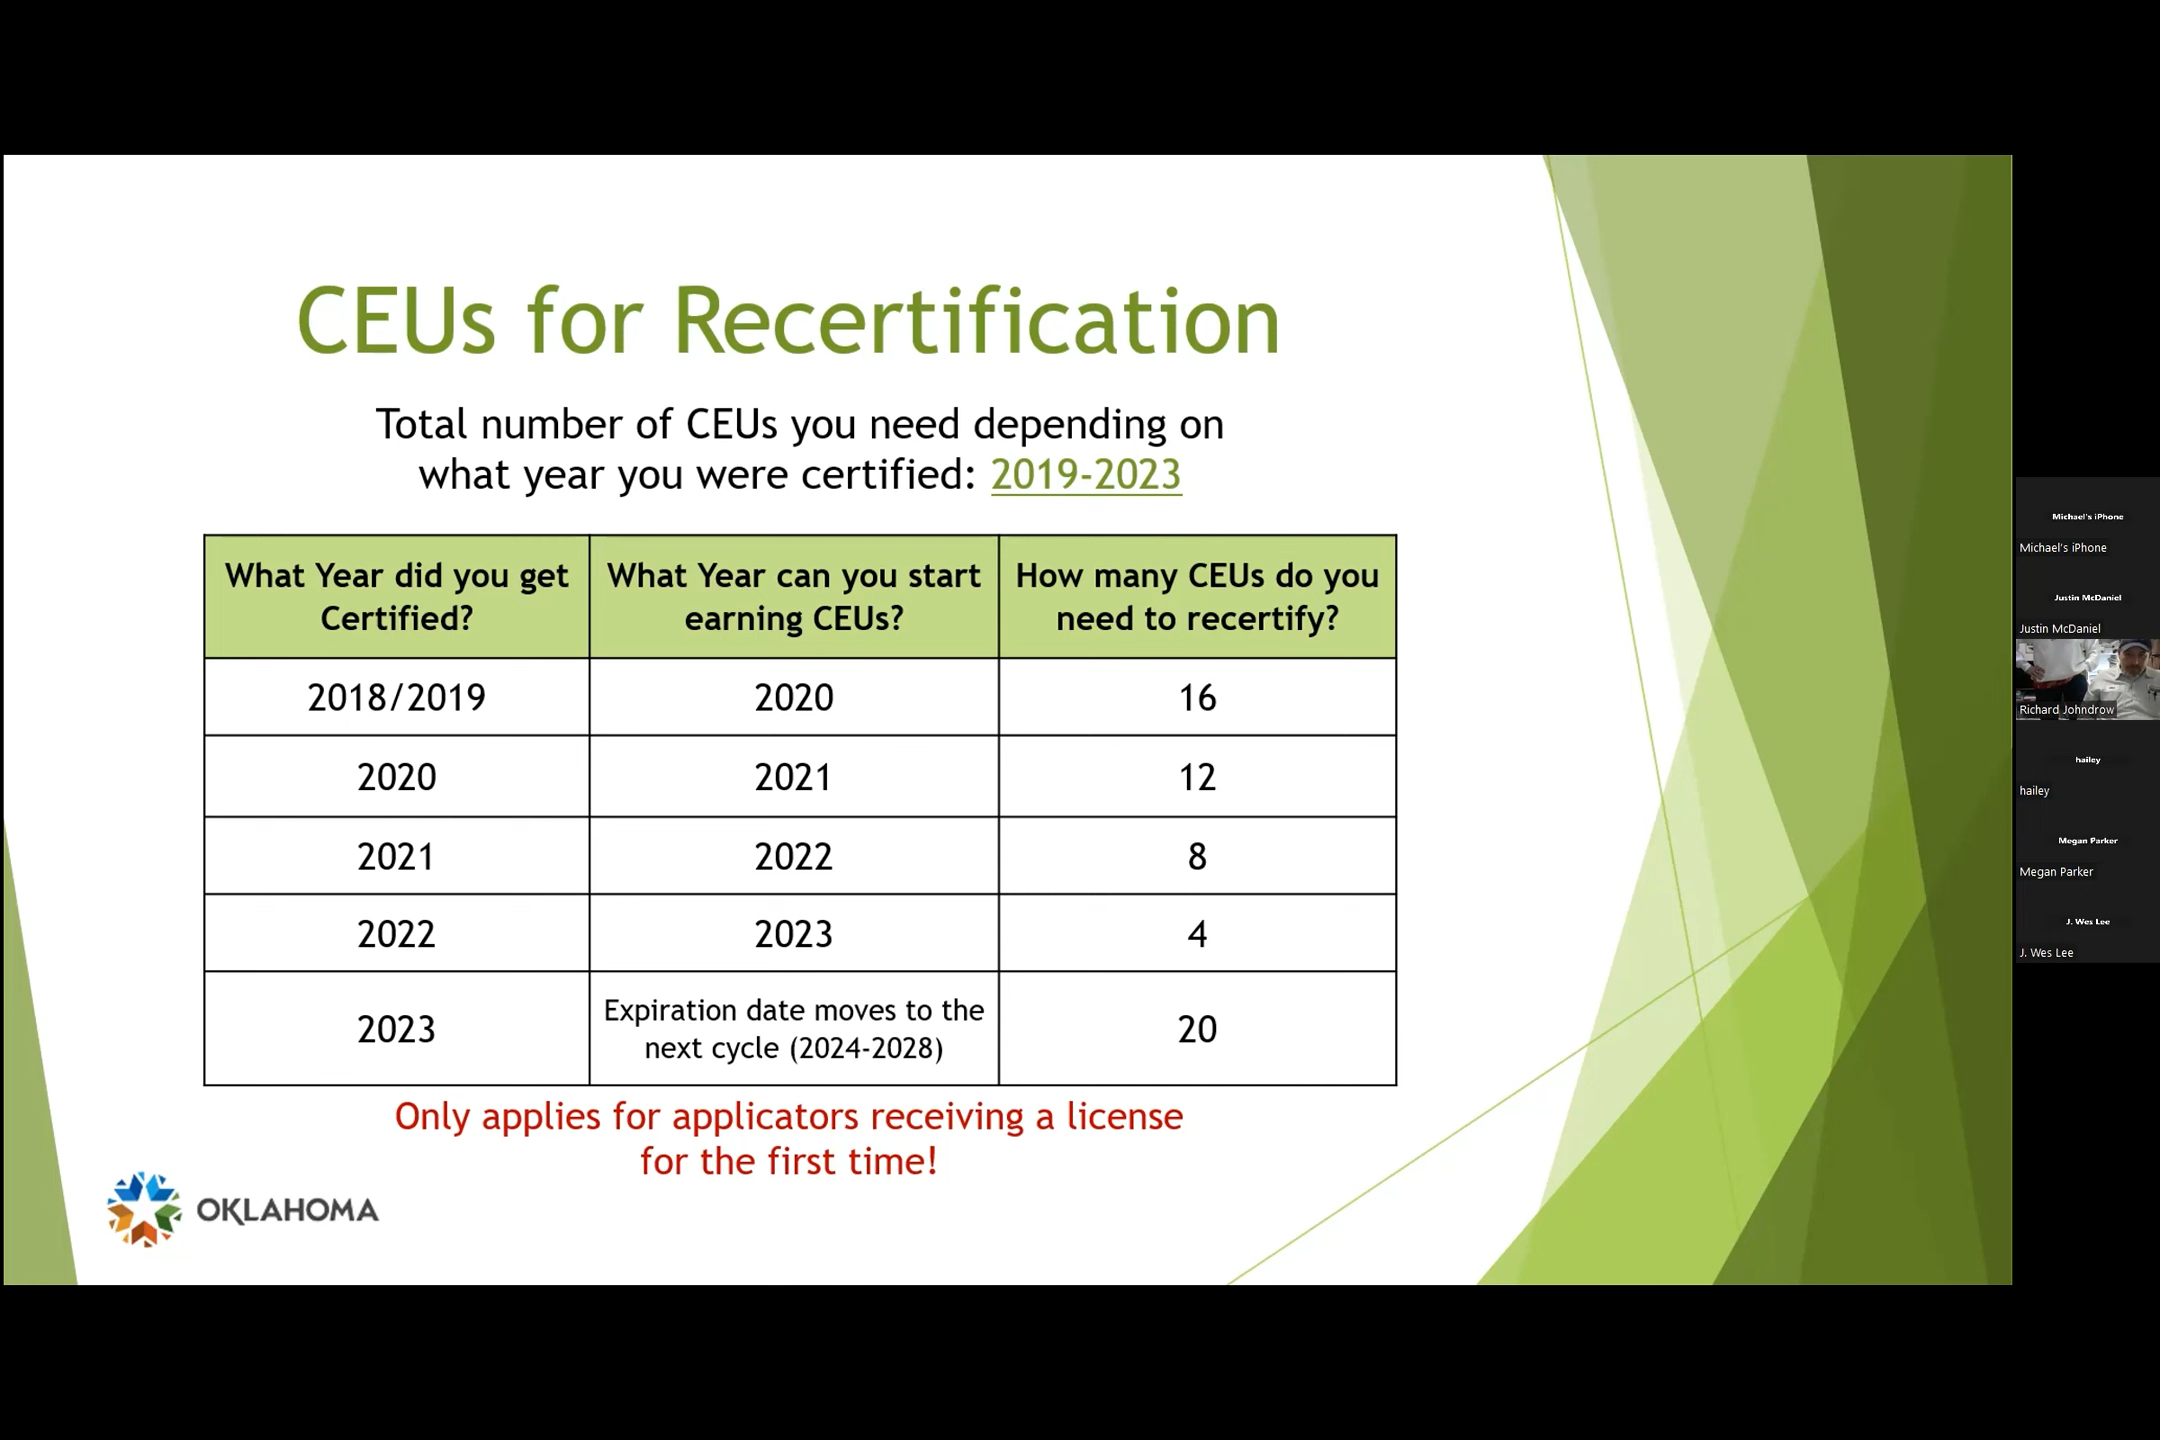 CEUs for Recertification
Total number of CEUs you need depending on
what year you were certified: 2019-2023
What Year did you get
Certified?
What Year can you start
earning CEUs?
How many CEUs do you
need to recertify?
2018/2019
2020
16
2020
2021
12
2021
2022
8
2022
2023
4
2023
Expiration date moves to the
next cycle (2024-2028)
20
Only applies for applicators receiving a license
for the first time!
OKLAHOMA
Michael's iPhone
Michael's iPhone
Justin McDaniel
Justin McDaniel
Richard Johndrow
hailey
hailey
Megan Parker
Megan Parker
J. Wes Lee
J. Wes Lee